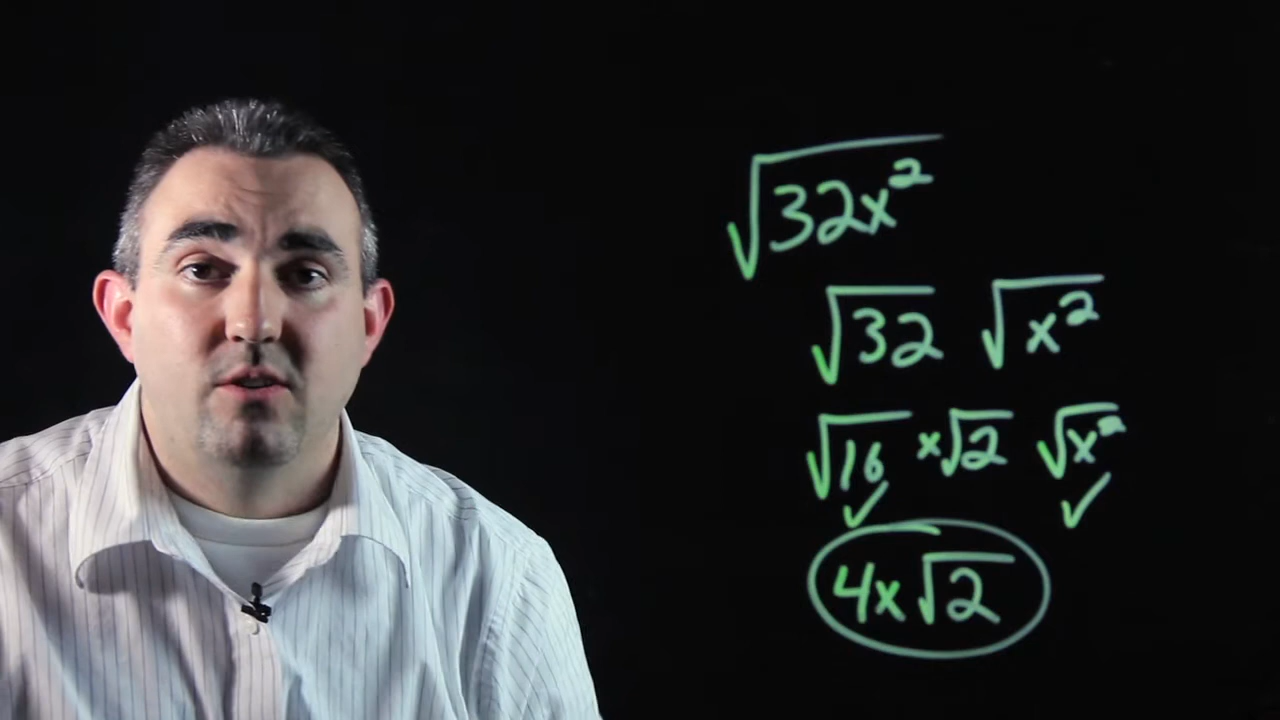 √32x²
√32 √x²
√16 x √2 √x²
✓ ✓
4x√2